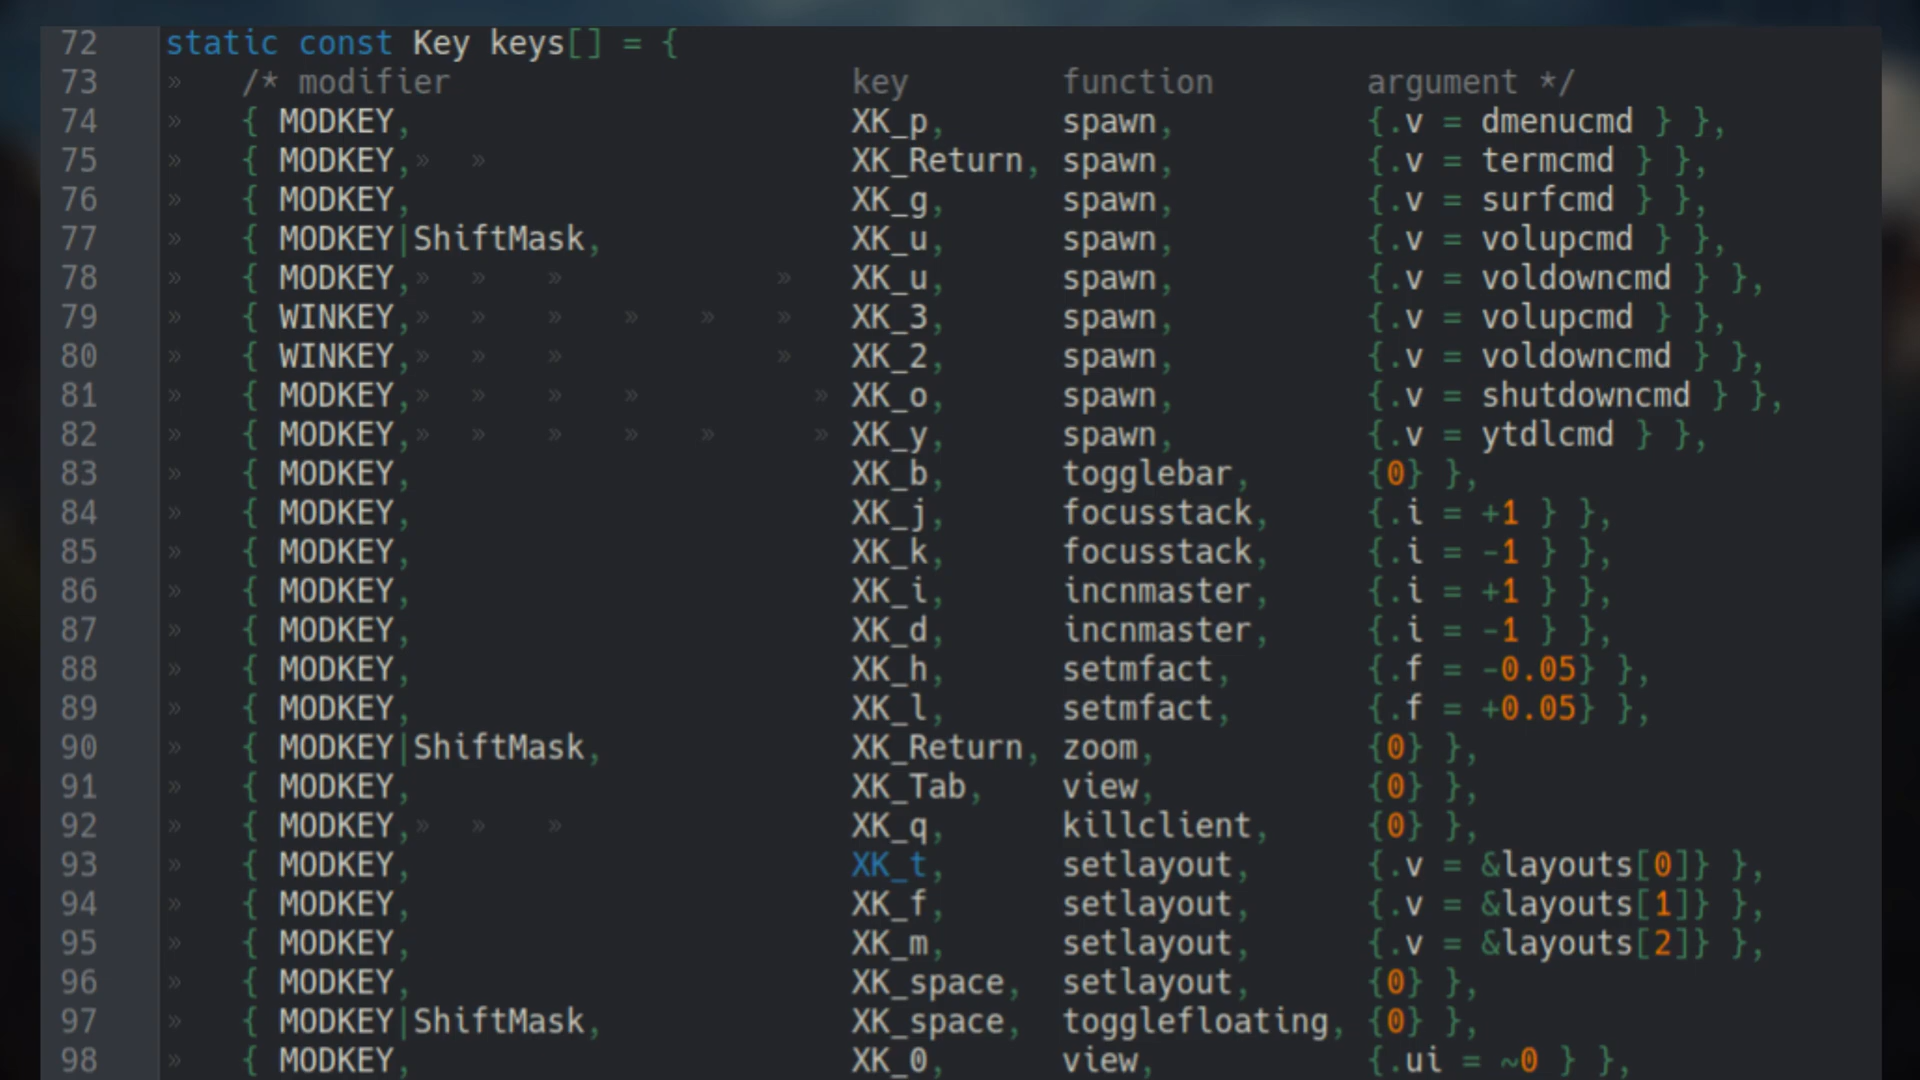 72 static const Key keys[] = {
73 » /* modifier key function argument */
74 » { MODKEY, XK_p, spawn, {.v = dmenucmd } },
75 » { MODKEY,» » XK_Return, spawn, {.v = termcmd } },
76 » { MODKEY, XK_g, spawn, {.v = surfcmd } },
77 » { MODKEY|ShiftMask, XK_u, spawn, {.v = volupcmd } },
78 » { MODKEY,» » » » XK_u, spawn, {.v = voldowncmd } },
79 » { WINKEY,» » » » » » XK_3, spawn, {.v = volupcmd } },
80 » { WINKEY,» » » » XK_2, spawn, {.v = voldowncmd } },
81 » { MODKEY,» » » » » XK_o, spawn, {.v = shutdowncmd } },
82 » { MODKEY,» » » » » » XK_y, spawn, {.v = ytdlcmd } },
83 » { MODKEY, XK_b, togglebar, {0} },
84 » { MODKEY, XK_j, focusstack, {.i = +1 } },
85 » { MODKEY, XK_k, focusstack, {.i = -1 } },
86 » { MODKEY, XK_i, incnmaster, {.i = +1 } },
87 » { MODKEY, XK_d, incnmaster, {.i = -1 } },
88 » { MODKEY, XK_h, setmfact, {.f = -0.05} },
89 » { MODKEY, XK_l, setmfact, {.f = +0.05} },
90 » { MODKEY|ShiftMask, XK_Return, zoom, {0} },
91 » { MODKEY, XK_Tab, view, {0} },
92 » { MODKEY,» » » XK_q, killclient, {0} },
93 » { MODKEY, XK_t, setlayout, {.v = &layouts[0]} },
94 » { MODKEY, XK_f, setlayout, {.v = &layouts[1]} },
95 » { MODKEY, XK_m, setlayout, {.v = &layouts[2]} },
96 » { MODKEY, XK_space, setlayout, {0} },
97 » { MODKEY|ShiftMask, XK_space, togglefloating, {0} },
98 » { MODKEY, XK_0, view, {.ui = ~0 } },